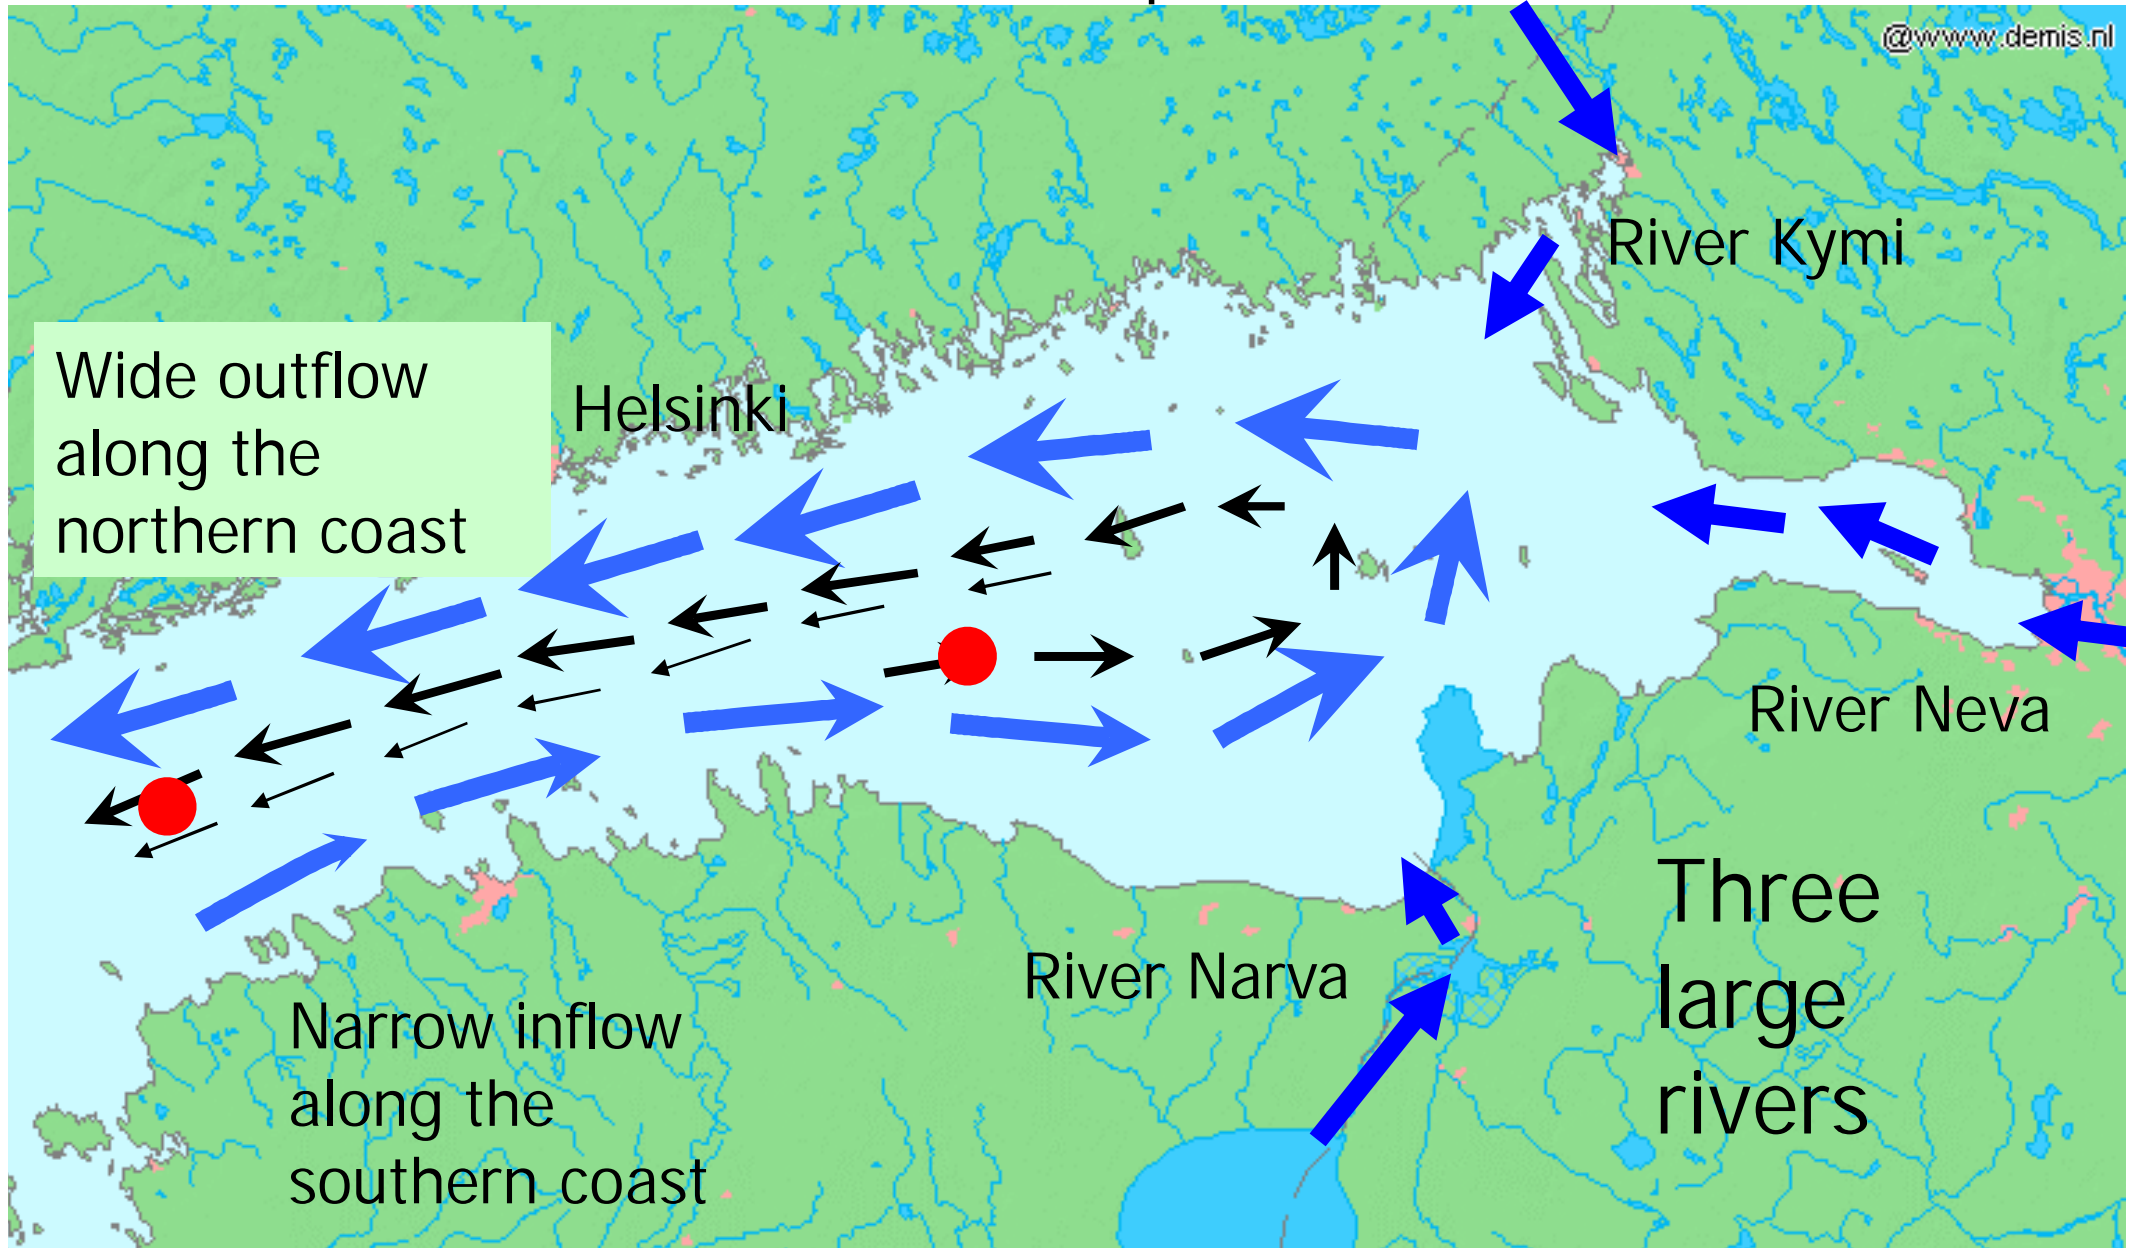 @www.demis.nl
River Kymi
Wide outflow
along the
northern coast
Helsinki
River Neva
Three
large
rivers
River Narva
Narrow inflow
along the
southern coast